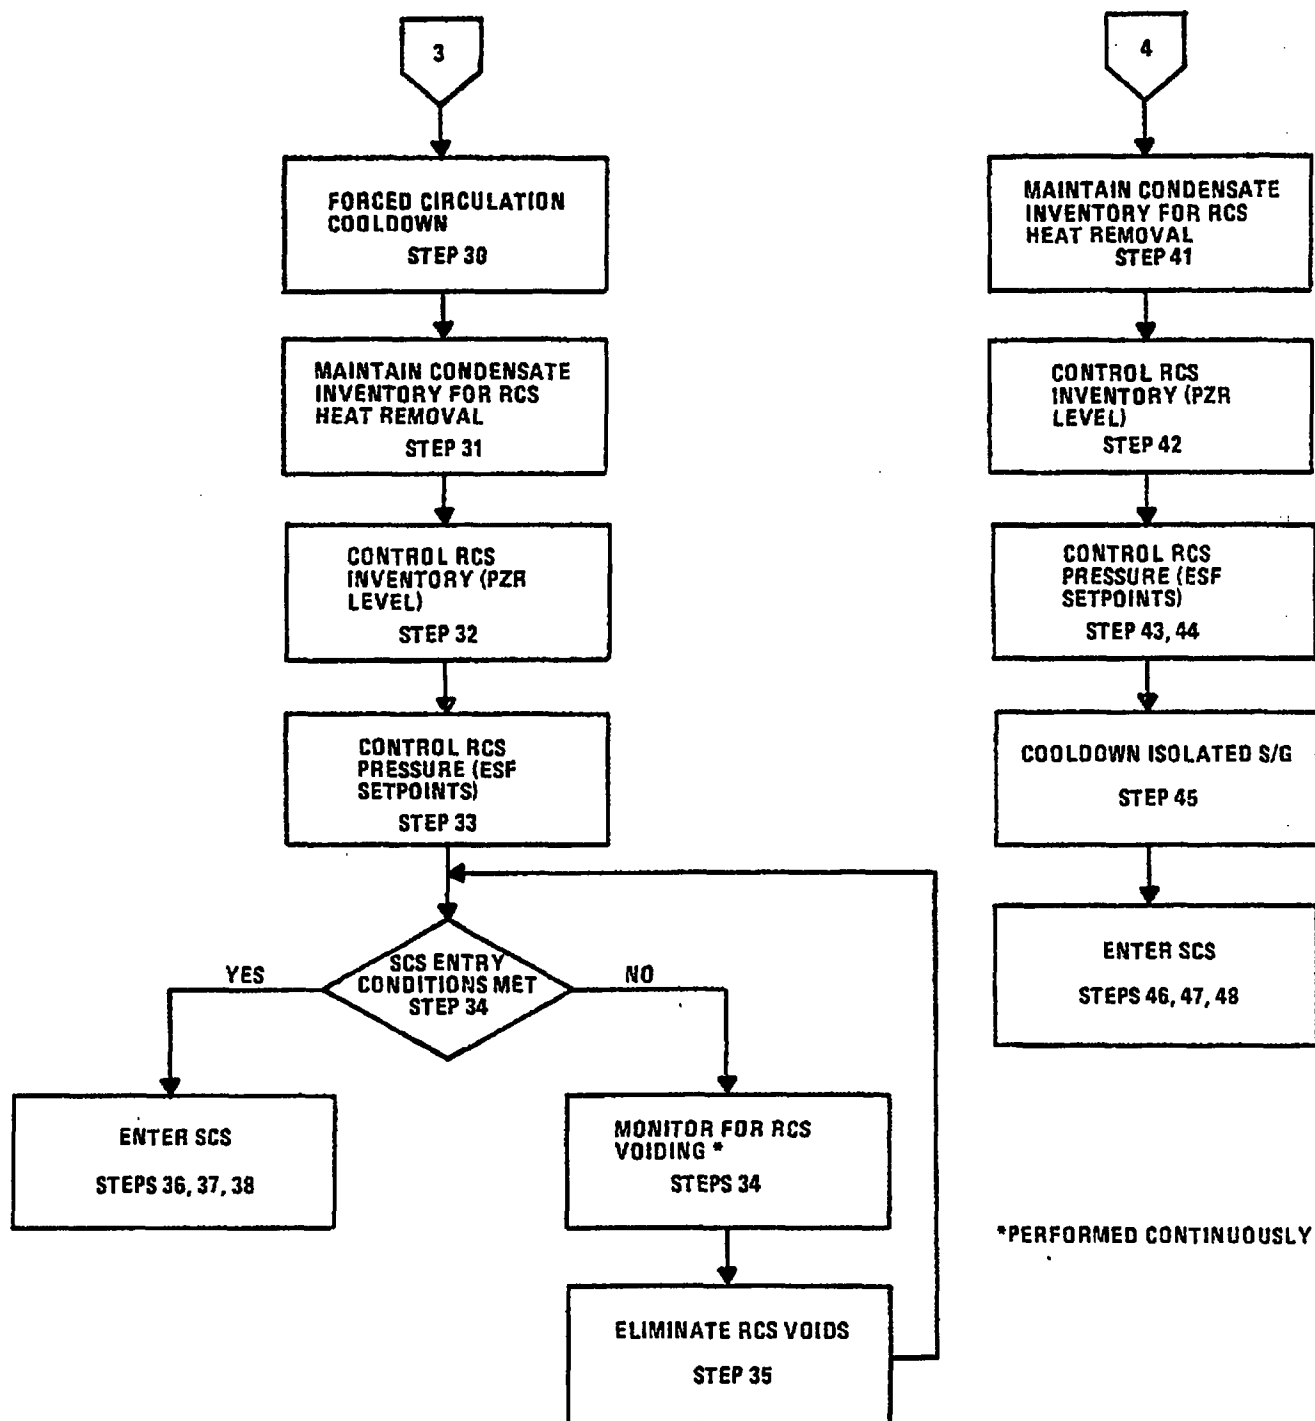 3
FORCED CIRCULATION
COOLDOWN
STEP 30
MAINTAIN CONDENSATE
INVENTORY FOR RCS
HEAT REMOVAL
STEP 31
CONTROL RCS
INVENTORY (PZR
LEVEL)
STEP 32
CONTROL RCS
PRESSURE (ESF
SETPOINTS)
STEP 33
SCS ENTRY
CONDITIONS MET
STEP 34
YES
NO
ENTER SCS
STEPS 36, 37, 38
MONITOR FOR RCS
VOIDING *
STEPS 34
ELIMINATE RCS VOIDS
STEP 35
4
MAINTAIN CONDENSATE
INVENTORY FOR RCS
HEAT REMOVAL
STEP 41
CONTROL RCS
INVENTORY (PZR
LEVEL)
STEP 42
CONTROL RCS
PRESSURE (ESF
SETPOINTS)
STEP 43, 44
COOLDOWN ISOLATED S/G
STEP 45
ENTER SCS
STEPS 46, 47, 48
*PERFORMED CONTINUOUSLY